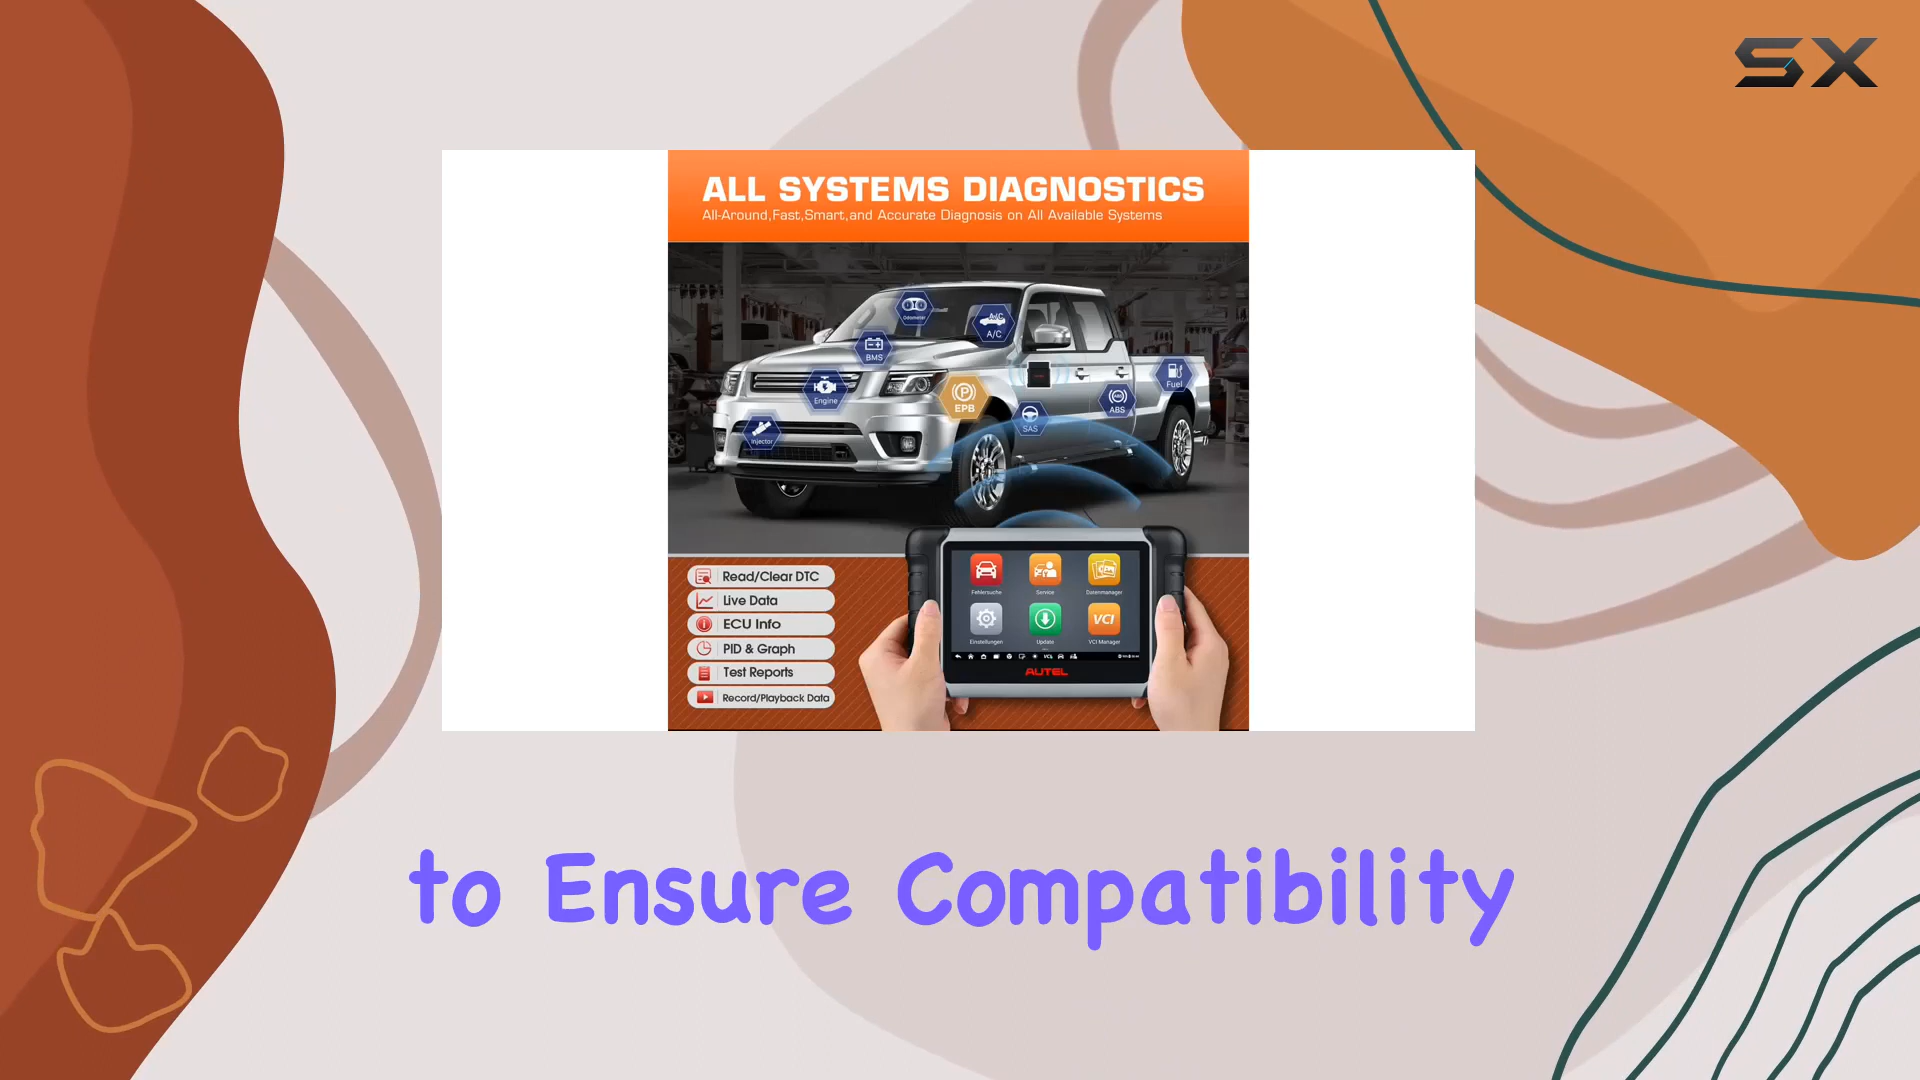 SX
ALL SYSTEMS DIAGNOSTICS
All-Around,Fast,Smart,and Accurate Diagnosis on All Available Systems
Odometer
A/C
A/C
BMS
Engine
EPB
Fuel
ABS
ABS
SAS
Injector
Read/Clear DTC
Live Data
ECU Info
PID & Graph
Test Reports
Record/Playback Data
Fehlersuche
Service
Datenmanager
VCI
Einstellungen
Update
VCI Manager
AUTEL
to Ensure Compatibility